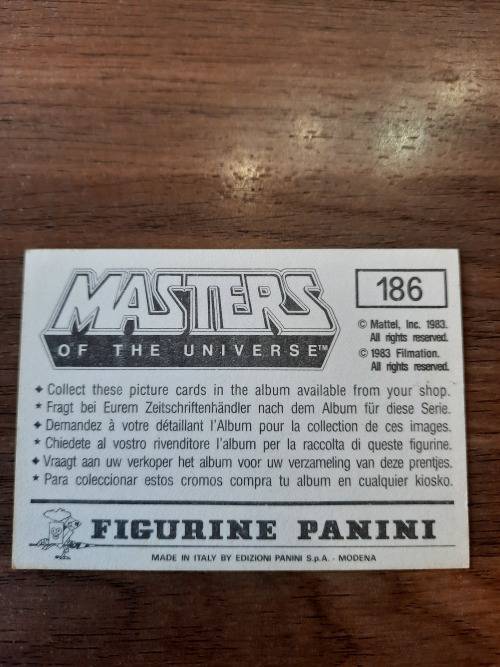 MASTERS
OF THE UNIVERSE™
186
© Mattel, Inc. 1983.
All rights reserved.
© 1983 Filmation.
All rights reserved.
✦ Collect these picture cards in the album available from your shop.
★ Fragt bei Eurem Zeitschriftenhändler nach dem Album für diese Serie.
✦ Demandez à votre détaillant l'Album pour la collection de ces images.
★ Chiedete al vostro rivenditore l'album per la raccolta di queste figurine.
✦ Vraagt aan uw verkoper het album voor uw verzameling van deze prentjes.
★ Para coleccionar estos cromos compra tu album en cualquier kiosko.
FIGURINE PANINI
MADE IN ITALY BY EDIZIONI PANINI S.p.A. - MODENA